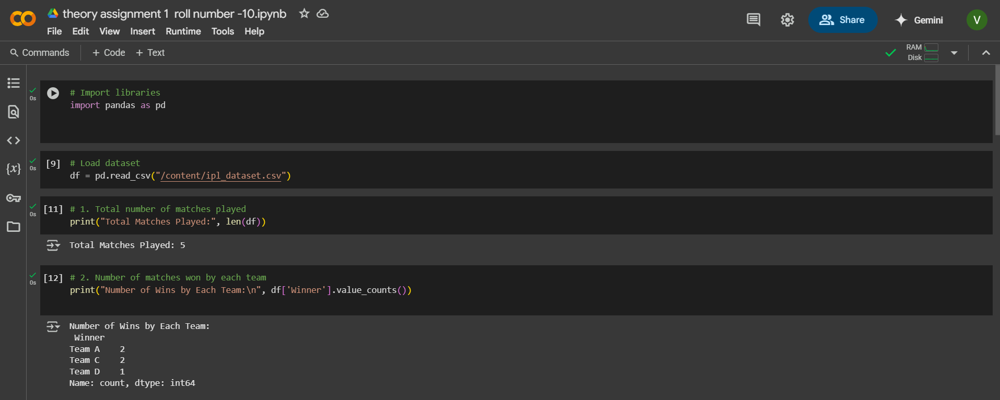 theory assignment 1  roll number -10.ipynb
File Edit View Insert Runtime Tools Help
Share
Gemini
V
Commands + Code + Text
RAM
Disk
0s
# Import libraries
import pandas as pd
0s
[9] # Load dataset
df = pd.read_csv("/content/ipl_dataset.csv")
0s
[11] # 1. Total number of matches played
print("Total Matches Played:", len(df))
Total Matches Played: 5
0s
[12] # 2. Number of matches won by each team
print("Number of Wins by Each Team:\n", df['Winner'].value_counts())
Number of Wins by Each Team:
 Winner
Team A    2
Team C    2
Team D    1
Name: count, dtype: int64
{x}